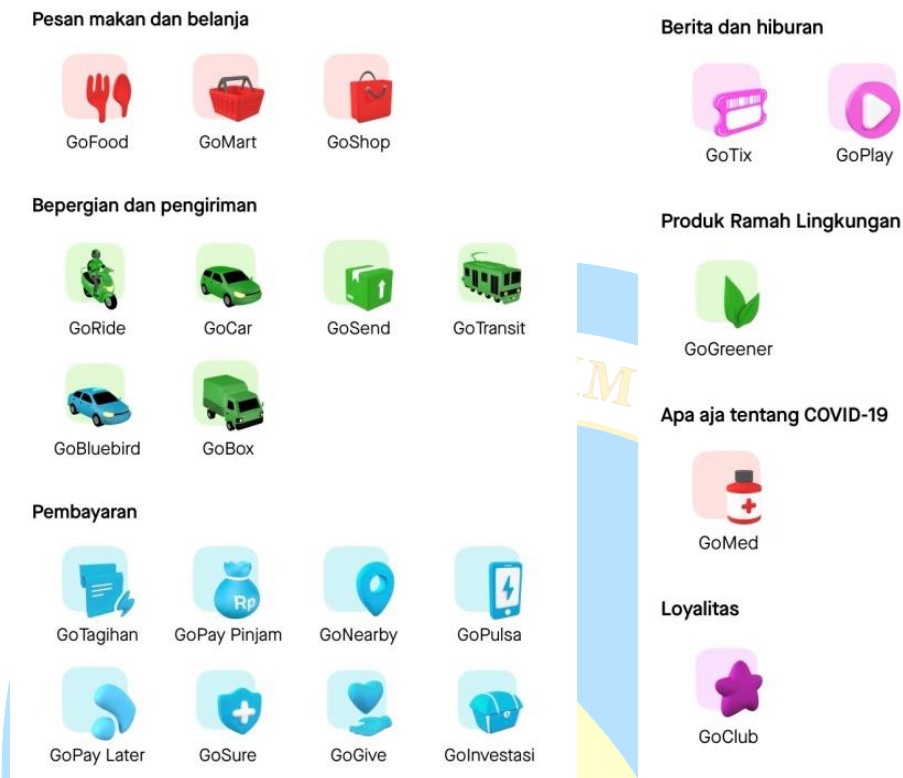 Pesan makan dan belanja
GoFood GoMart GoShop
Bepergian dan pengiriman
GoRide GoCar GoSend GoTransit
GoBluebird GoBox
Pembayaran
GoTagihan GoPay Pinjam GoNearby GoPulsa
Rp
GoPay Later GoSure GoGive GoInvestasi
Berita dan hiburan
GoTix GoPlay
Produk Ramah Lingkungan
GoGreener
IM
Apa aja tentang COVID-19
GoMed
Loyalitas
GoClub